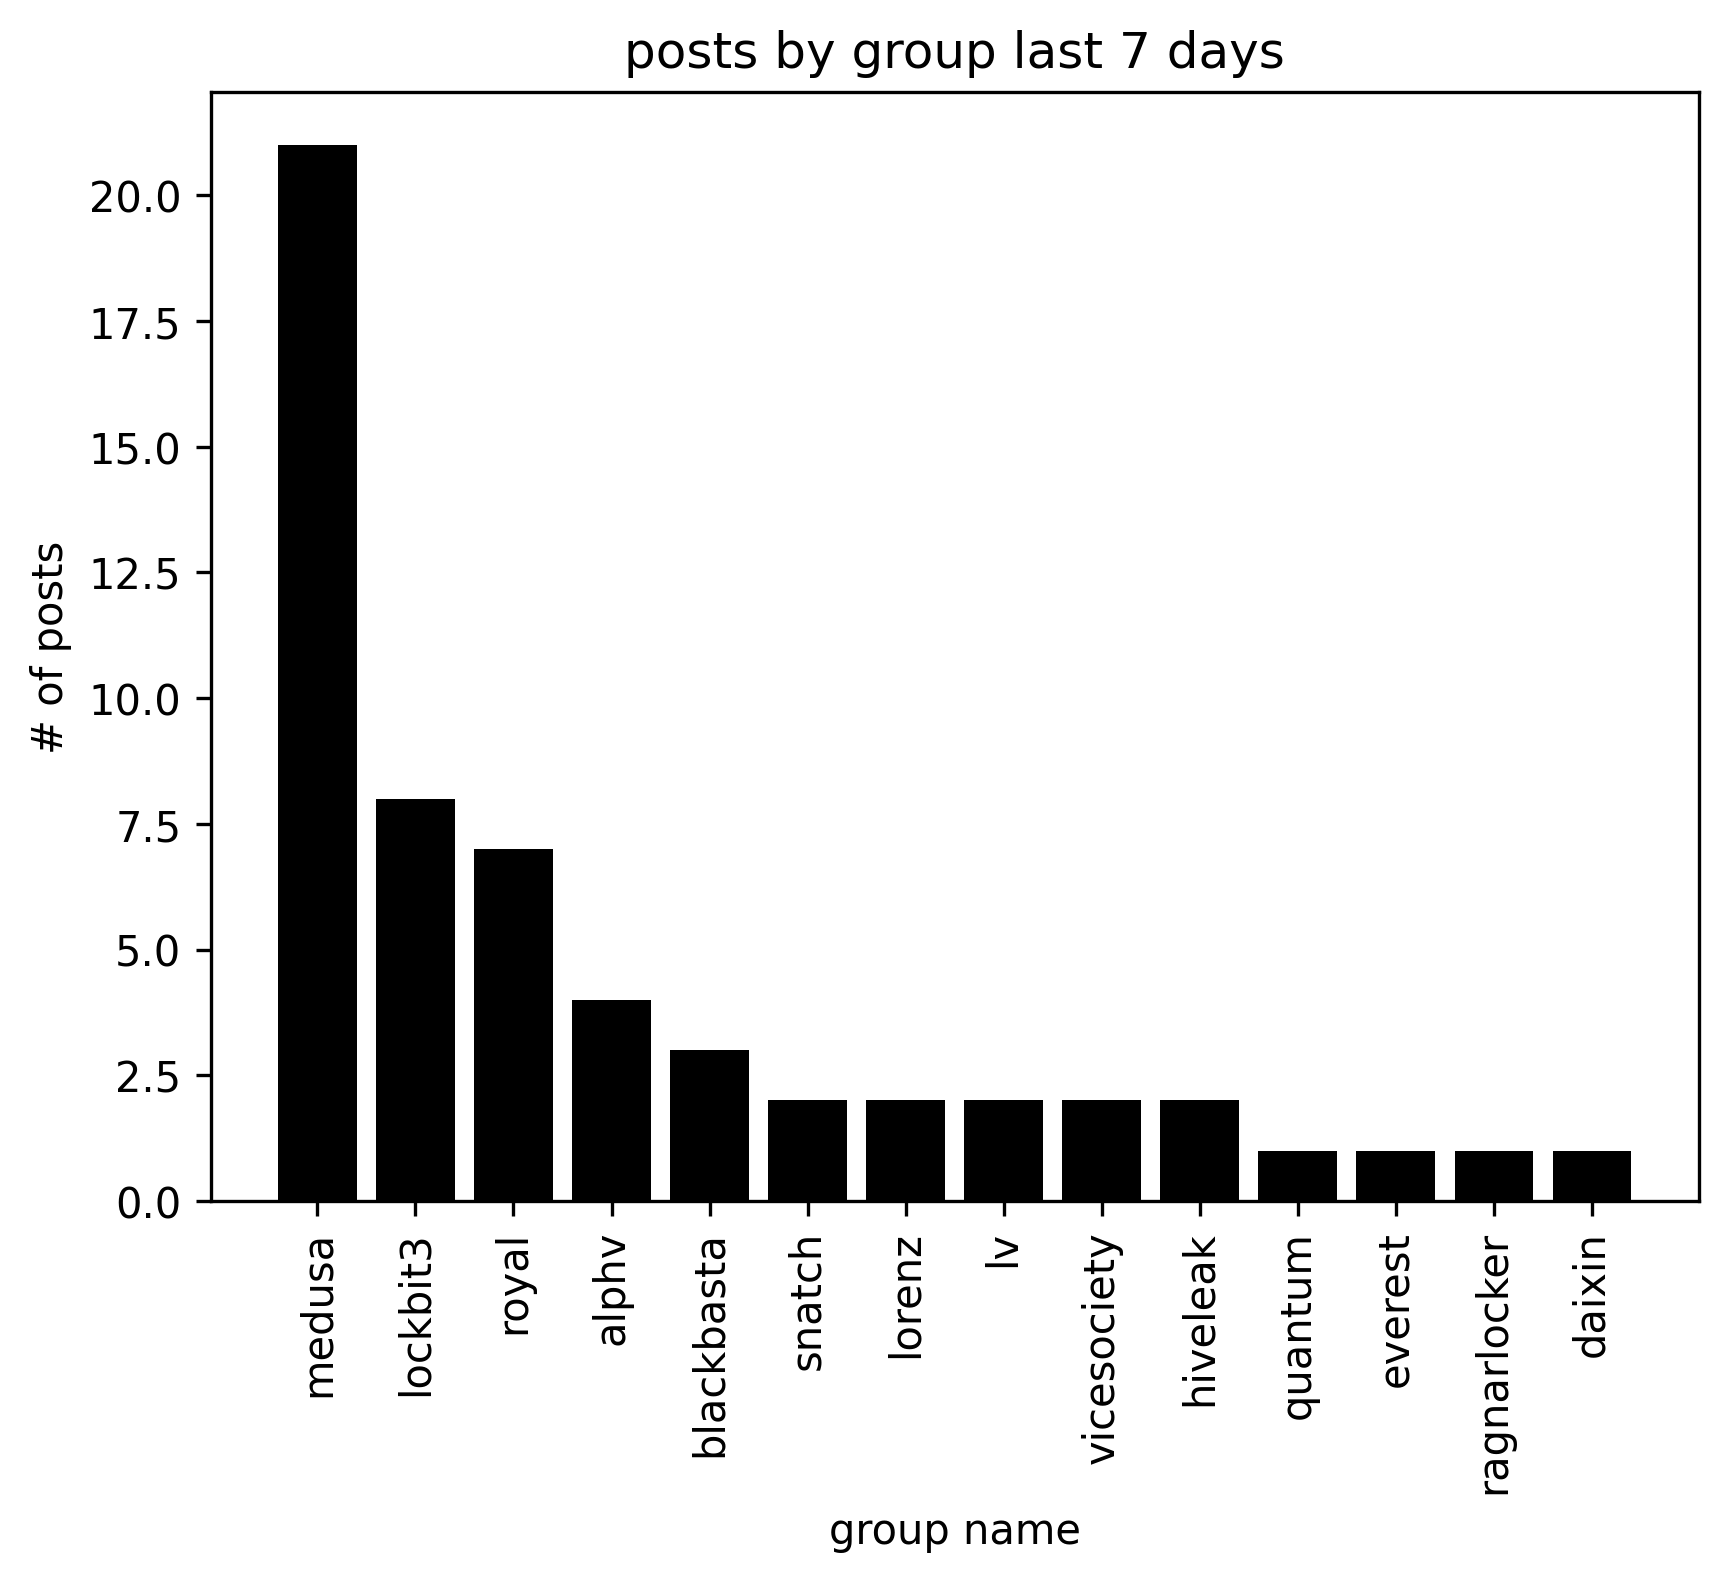 posts by group last 7 days
# of posts
20.0
17.5
15.0
12.5
10.0
7.5
5.0
2.5
0.0
medusa
lockbit3
royal
alphv
blackbasta
snatch
lorenz
lv
vicesociety
hiveleak
quantum
everest
ragnarlocker
daixin
group name